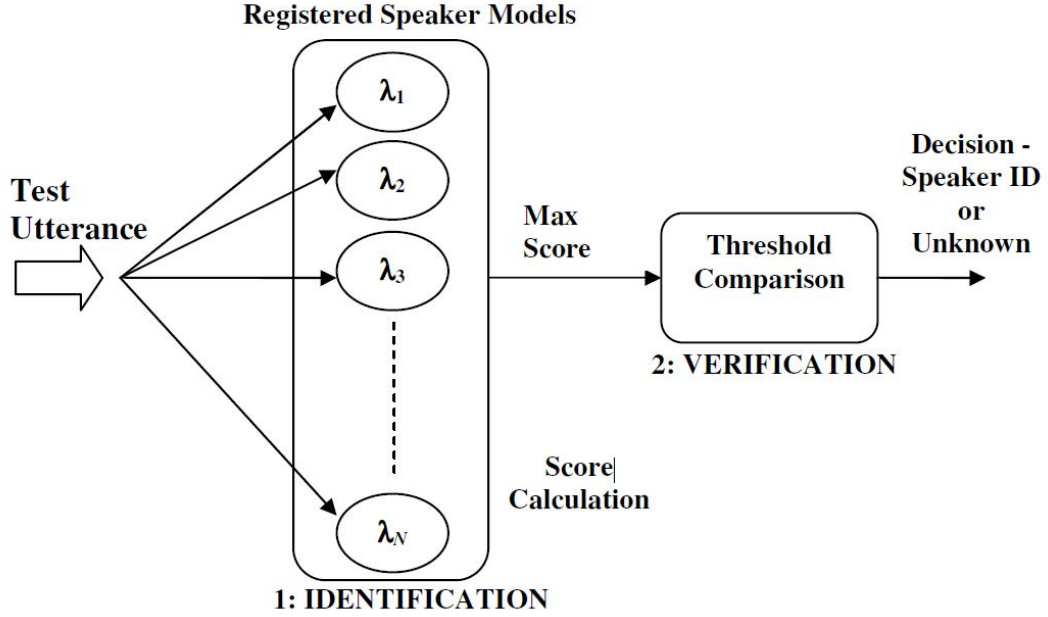 Registered Speaker Models
λ1
λ2
λ3
λN
Test
Utterance
Max
Score
Threshold
Comparison
Decision -
Speaker ID
or
Unknown
2: VERIFICATION
Score
Calculation
1: IDENTIFICATION